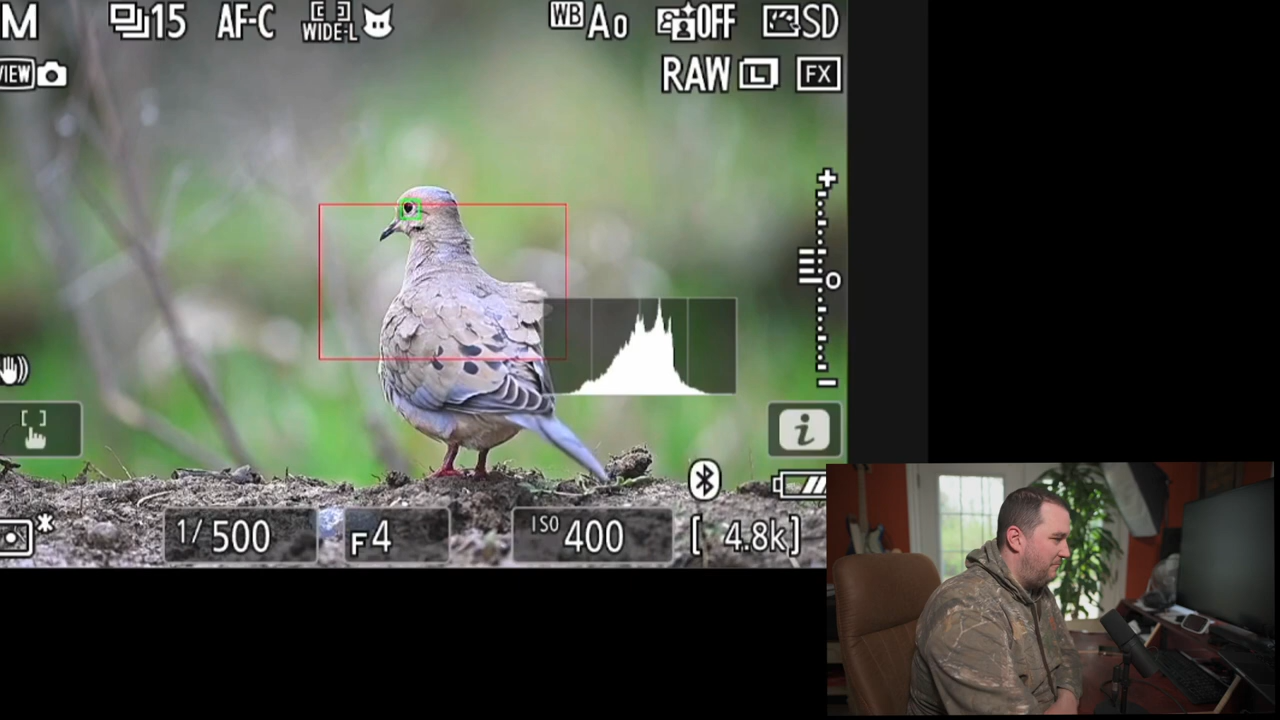 M 15 AF-C WIDE-L WB A0 OFF SD
VIEW RAW L FX
i
1/500 F4 ISO 400 [4.8k]